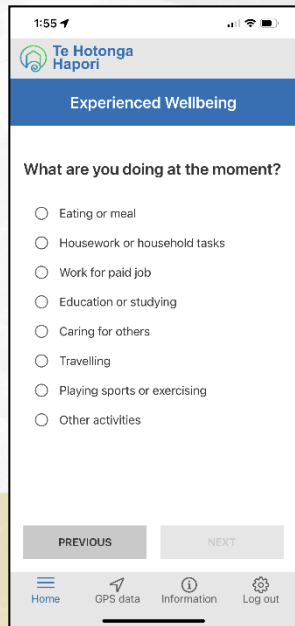 1:55
Te Hotonga
Hapori
Experienced Wellbeing
What are you doing at the moment?
Eating or meal
Housework or household tasks
Work for paid job
Education or studying
Caring for others
Travelling
Playing sports or exercising
Other activities
PREVIOUS NEXT
Home GPS data Information Log out